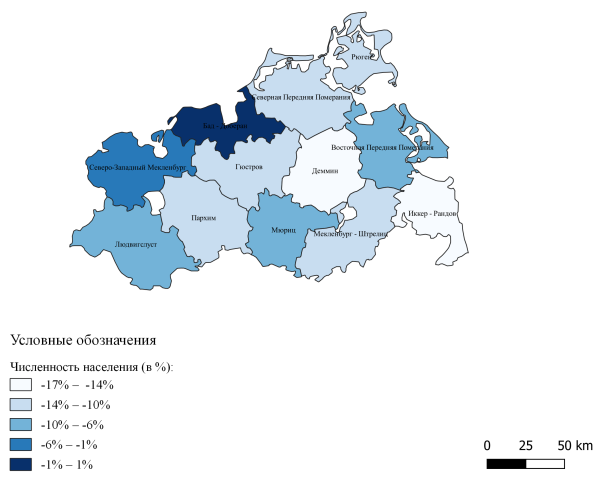 Рюген
Северная Передняя Померания
Бад - Доберан
Восточная Передняя Померания
Северо-Западный Мекленбург
Гюстров
Деммин
Иккер - Рандов
Пархим
Мюриц
Мекленбург - Штрелиц
Людвигслуст
Условные обозначения
Численность населения (в %):
-17% – -14%
-14% – -10%
-10% – -6%
-6% – -1%
-1% – 1%
0 25 50 km